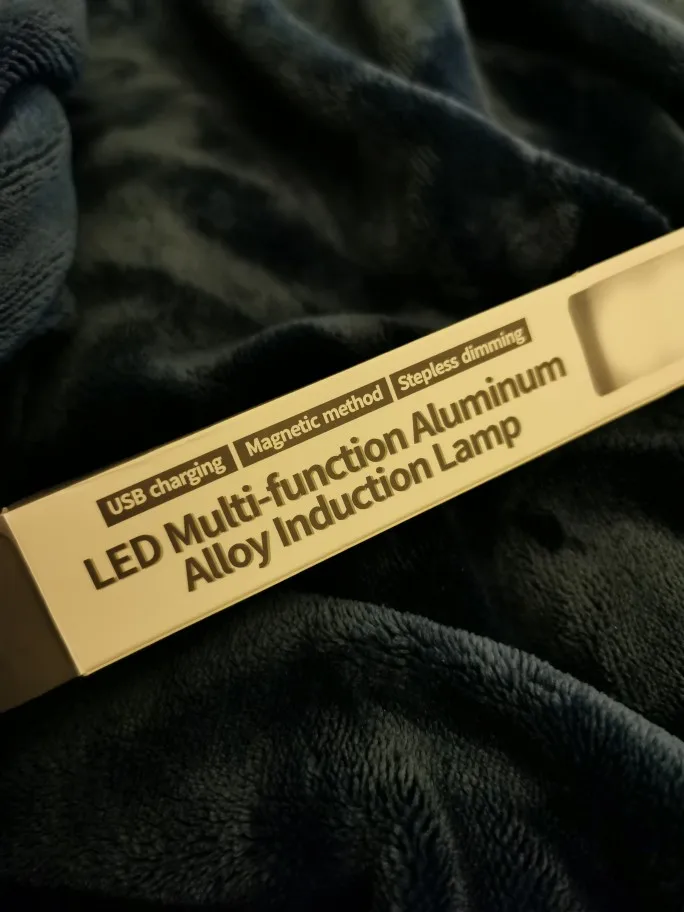 USB charging Magnetic method Stepless dimming
LED Multi-function Aluminum
Alloy Induction Lamp